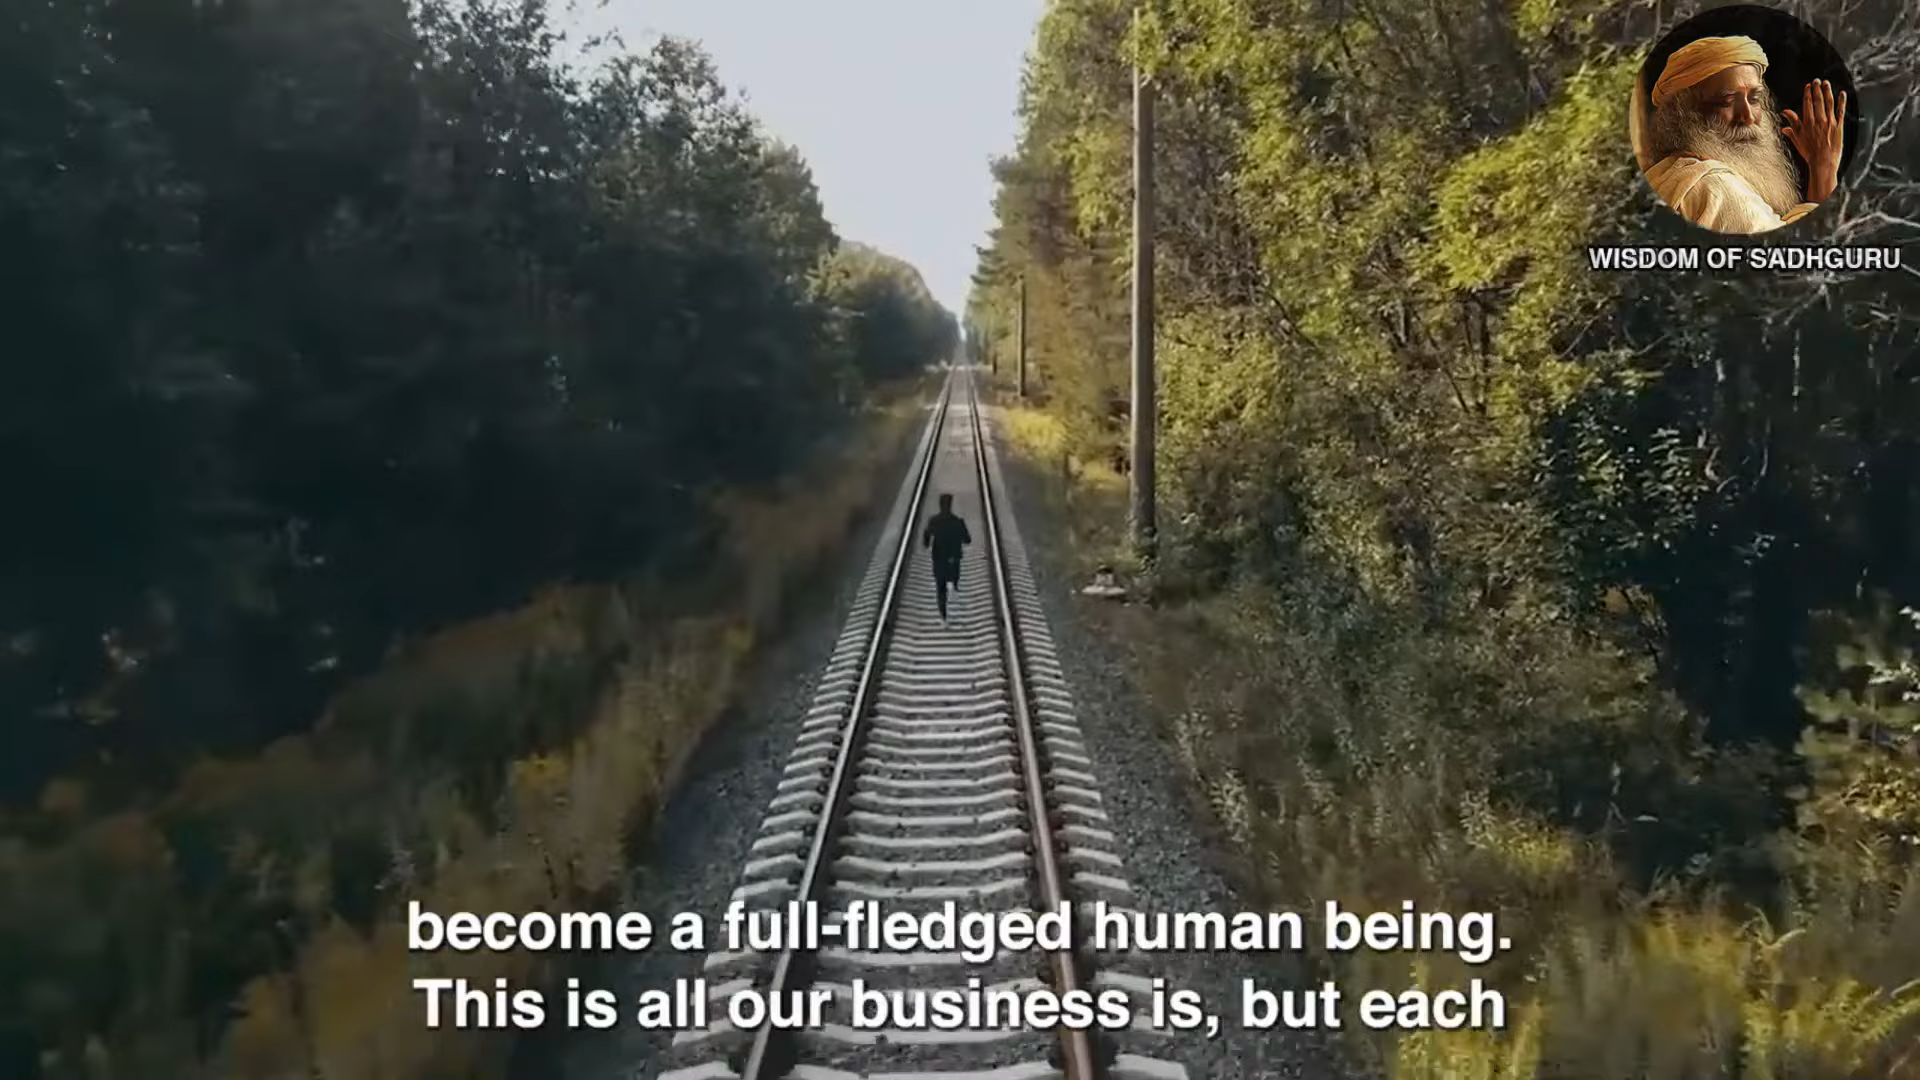 WISDOM OF SADHGURU
become a full-fledged human being.
This is all our business is, but each